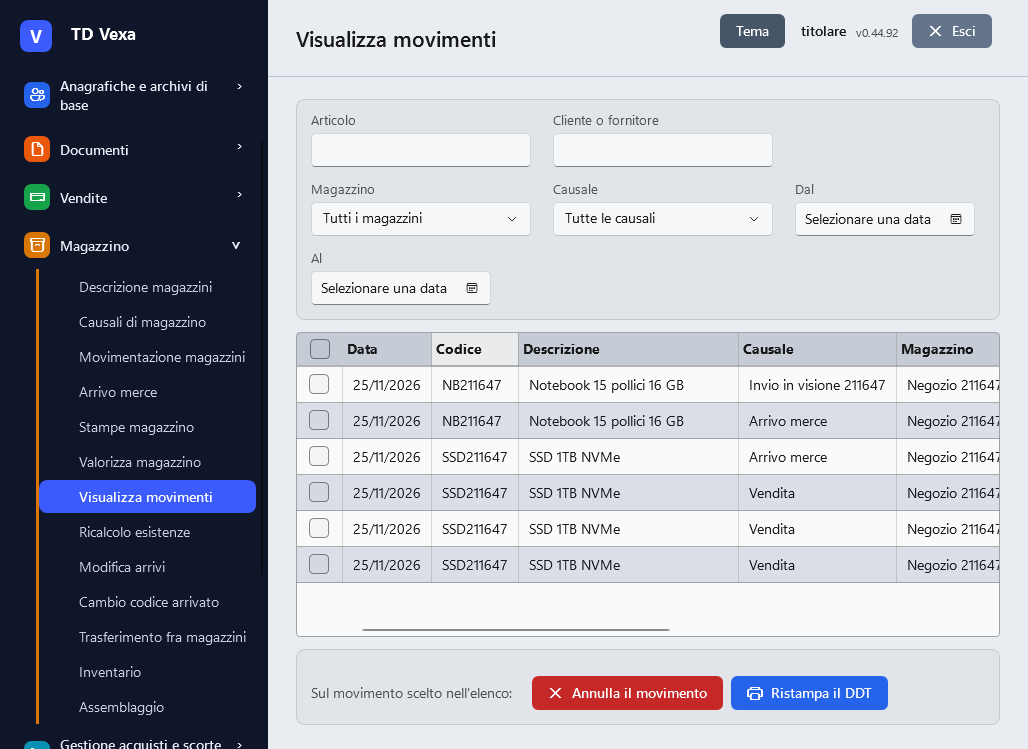 V TD Vexa
Anagrafiche e archivi di
base
Documenti
Vendite
Magazzino
Descrizione magazzini
Causali di magazzino
Movimentazione magazzini
Arrivo merce
Stampe magazzino
Valorizza magazzino
Visualizza movimenti
Ricalcolo esistenze
Modifica arrivi
Cambio codice arrivato
Trasferimento fra magazzini
Inventario
Assemblaggio
Gestione acquisti e scorte
Visualizza movimenti
Tema titolare v0.44.92 Esci
Articolo Cliente o fornitore
Magazzino Causale Dal
Tutti i magazzini Tutte le causali Selezionare una data
Al
Selezionare una data
Data Codice Descrizione Causale Magazzino
25/11/2026 NB211647 Notebook 15 pollici 16 GB Invio in visione 211647 Negozio 211647
25/11/2026 NB211647 Notebook 15 pollici 16 GB Arrivo merce Negozio 211647
25/11/2026 SSD211647 SSD 1TB NVMe Arrivo merce Negozio 211647
25/11/2026 SSD211647 SSD 1TB NVMe Vendita Negozio 211647
25/11/2026 SSD211647 SSD 1TB NVMe Vendita Negozio 211647
25/11/2026 SSD211647 SSD 1TB NVMe Vendita Negozio 211647
Sul movimento scelto nell'elenco: Annulla il movimento Ristampa il DDT